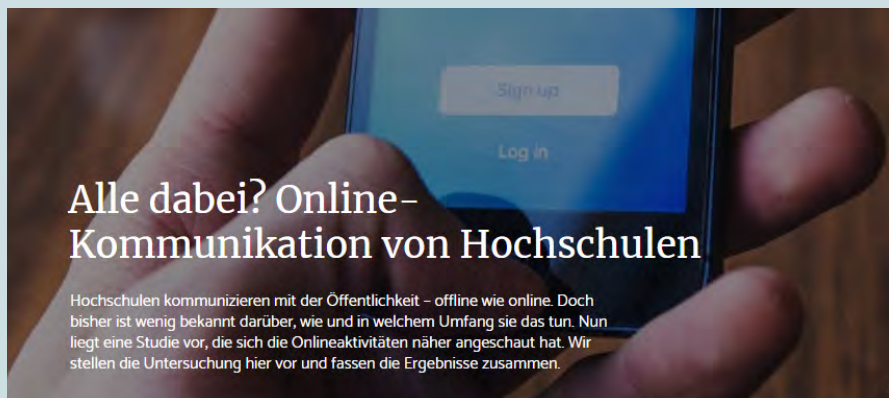 Sign up
Log in
Alle dabei? Online-
Kommunikation von Hochschulen
Hochschulen kommunizieren mit der Öffentlichkeit – offline wie online. Doch
bisher ist wenig bekannt darüber, wie und in welchem Umfang sie das tun. Nun
liegt eine Studie vor, die sich die Onlineaktivitäten näher angeschaut hat. Wir
stellen die Untersuchung hier vor und fassen die Ergebnisse zusammen.